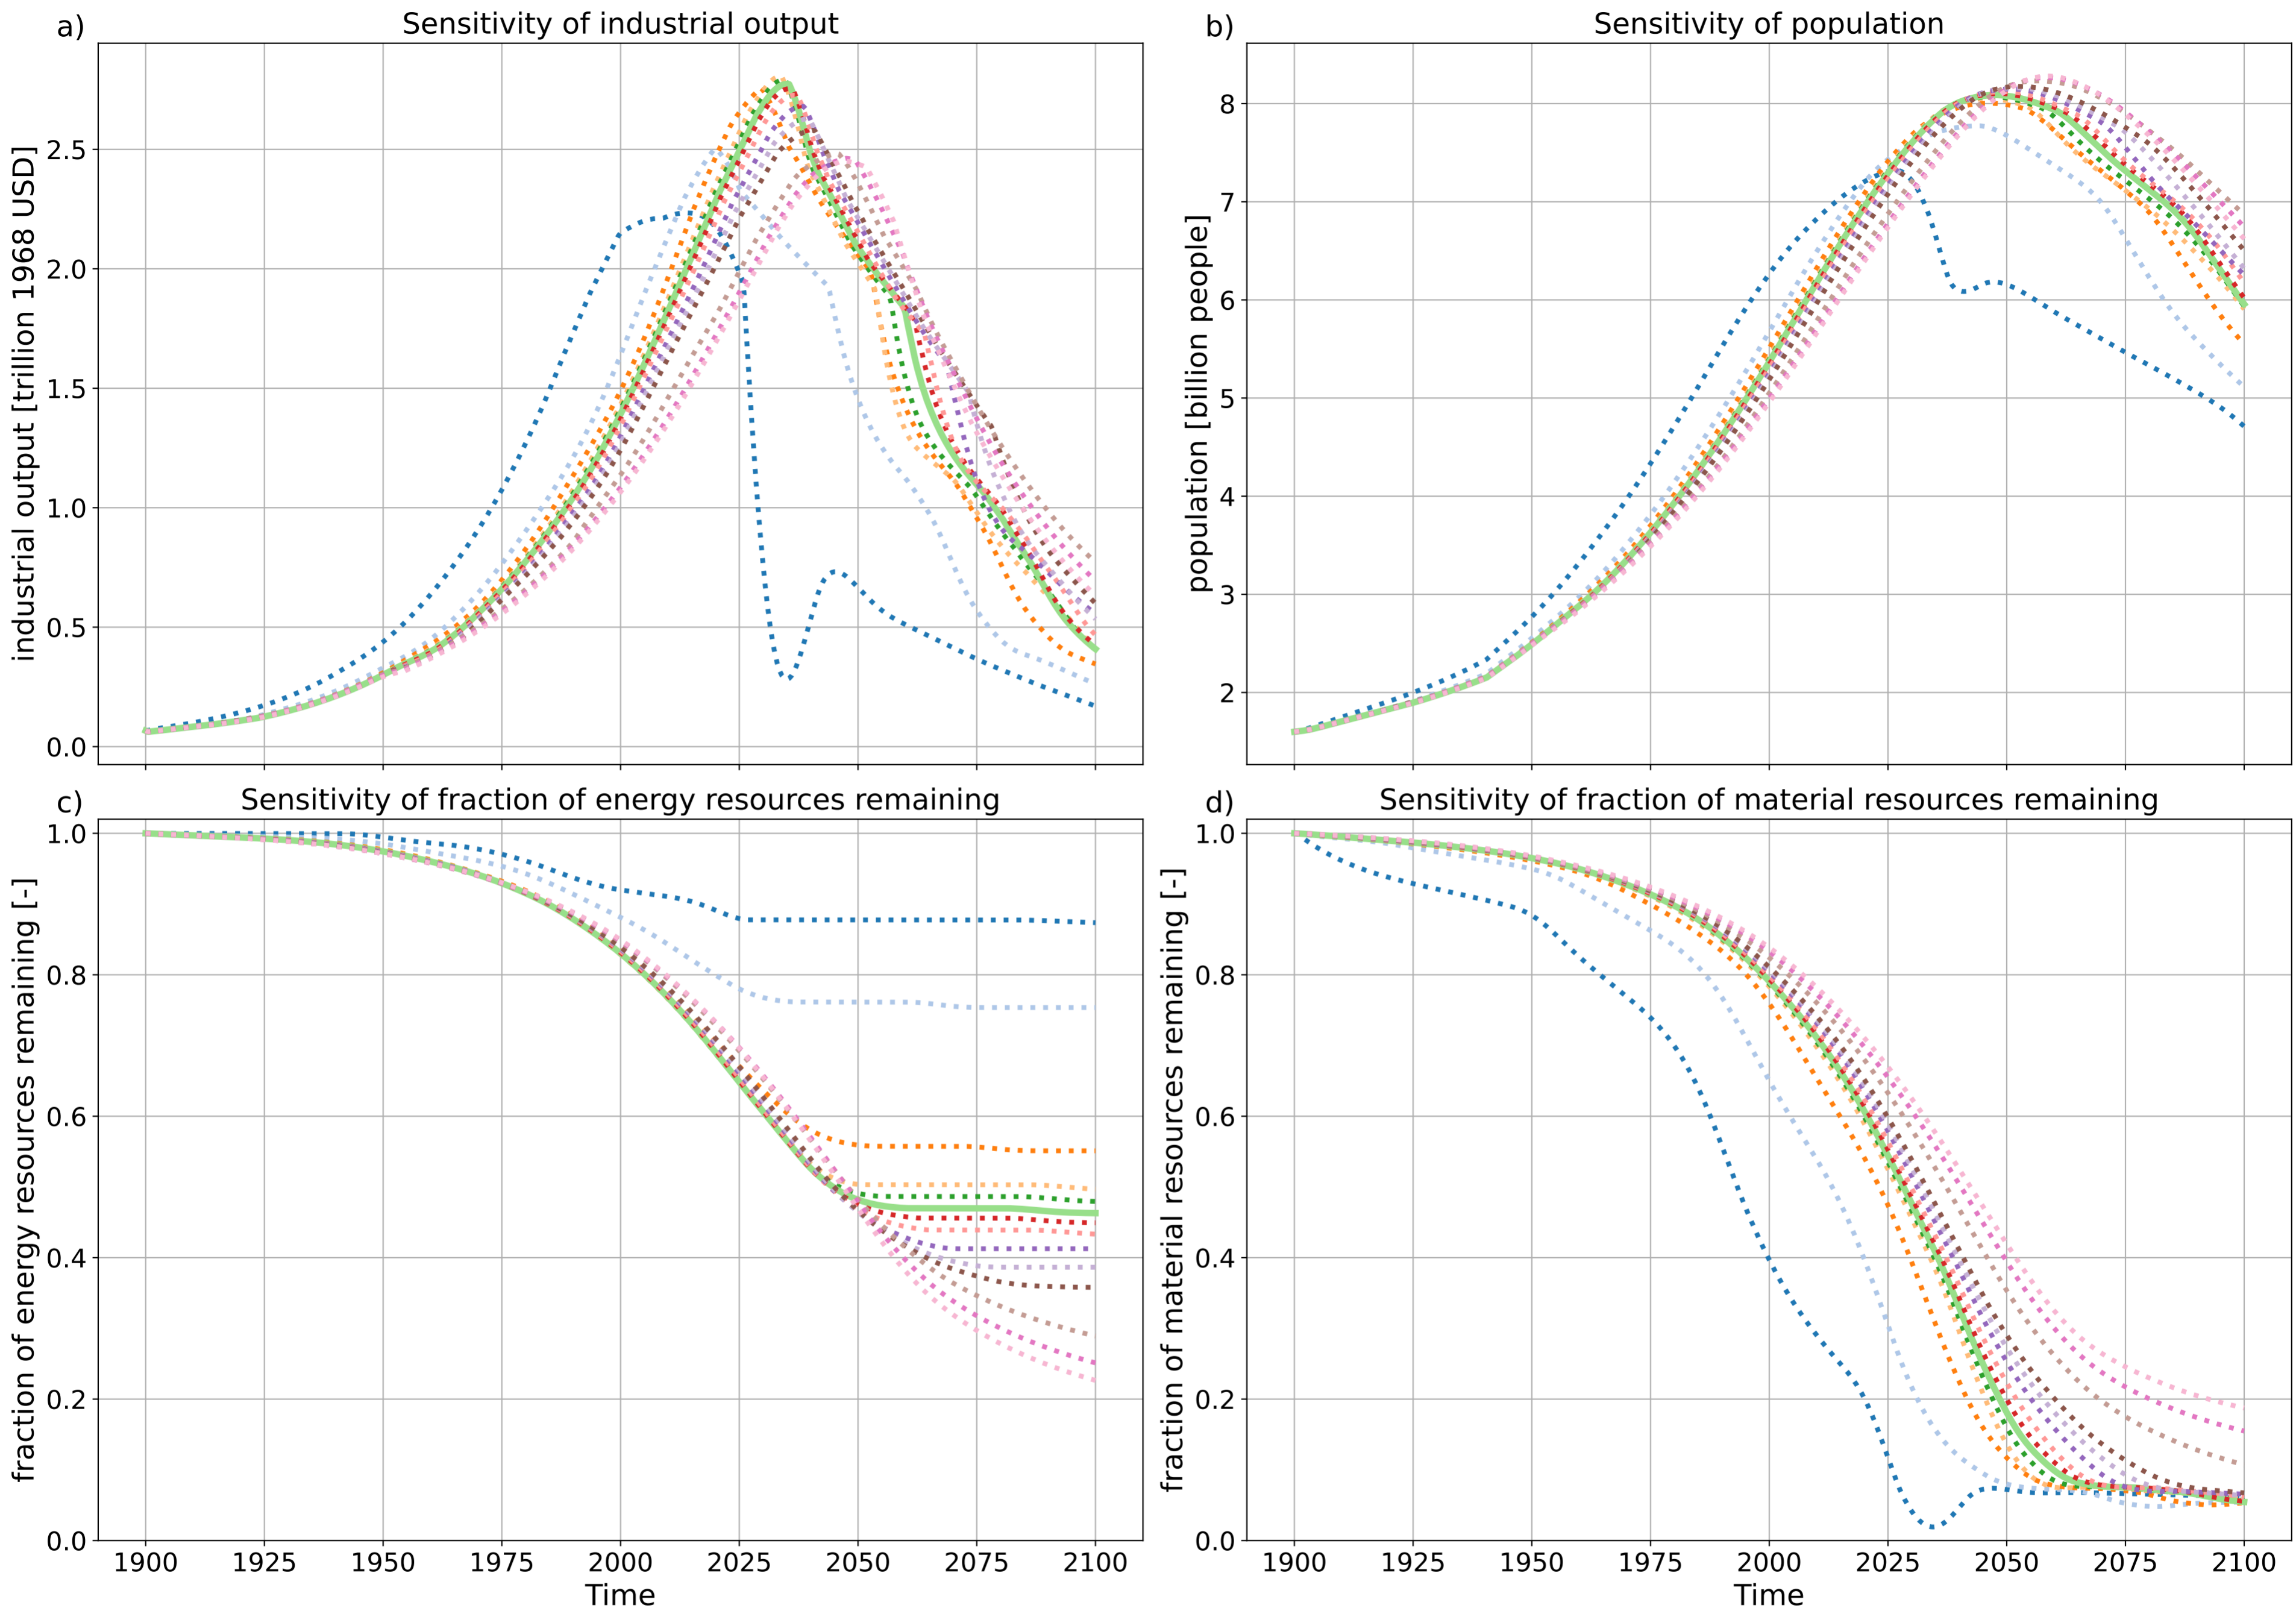 a)
Sensitivity of industrial output
industrial output [trillion 1968 USD]
2.5
2.0
1.5
1.0
0.5
0.0
b)
Sensitivity of population
population [billion people]
8
7
6
5
4
3
2
c)
Sensitivity of fraction of energy resources remaining
fraction of energy resources remaining [-]
1.0
0.8
0.6
0.4
0.2
0.0
1900 1925 1950 1975 2000 2025 2050 2075 2100
Time
d)
Sensitivity of fraction of material resources remaining
fraction of material resources remaining [-]
1.0
0.8
0.6
0.4
0.2
0.0
1900 1925 1950 1975 2000 2025 2050 2075 2100
Time